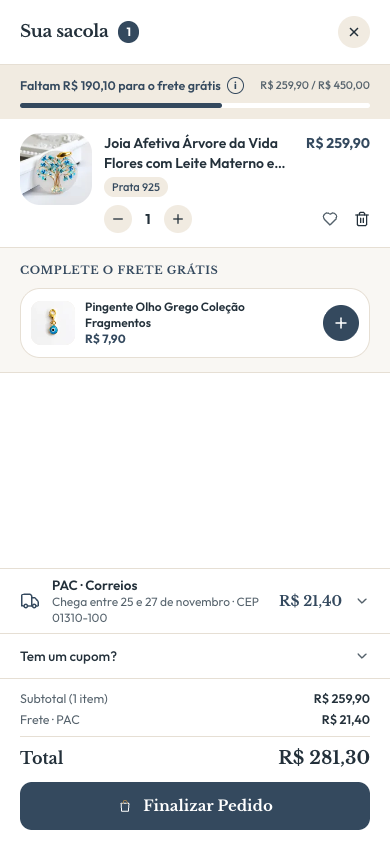 Sua sacola 1
Faltam R$ 190,10 para o frete grátis i R$ 259,90 / R$ 450,00
Joia Afetiva Árvore da Vida R$ 259,90
Flores com Leite Materno e...
Prata 925
1
COMPLETE O FRETE GRÁTIS
Pingente Olho Grego Coleção
Fragmentos
R$ 7,90
PAC · Correios
Chega entre 25 e 27 de novembro · CEP
01310-100
R$ 21,40
Tem um cupom?
Subtotal (1 item) R$ 259,90
Frete · PAC R$ 21,40
Total R$ 281,30
Finalizar Pedido